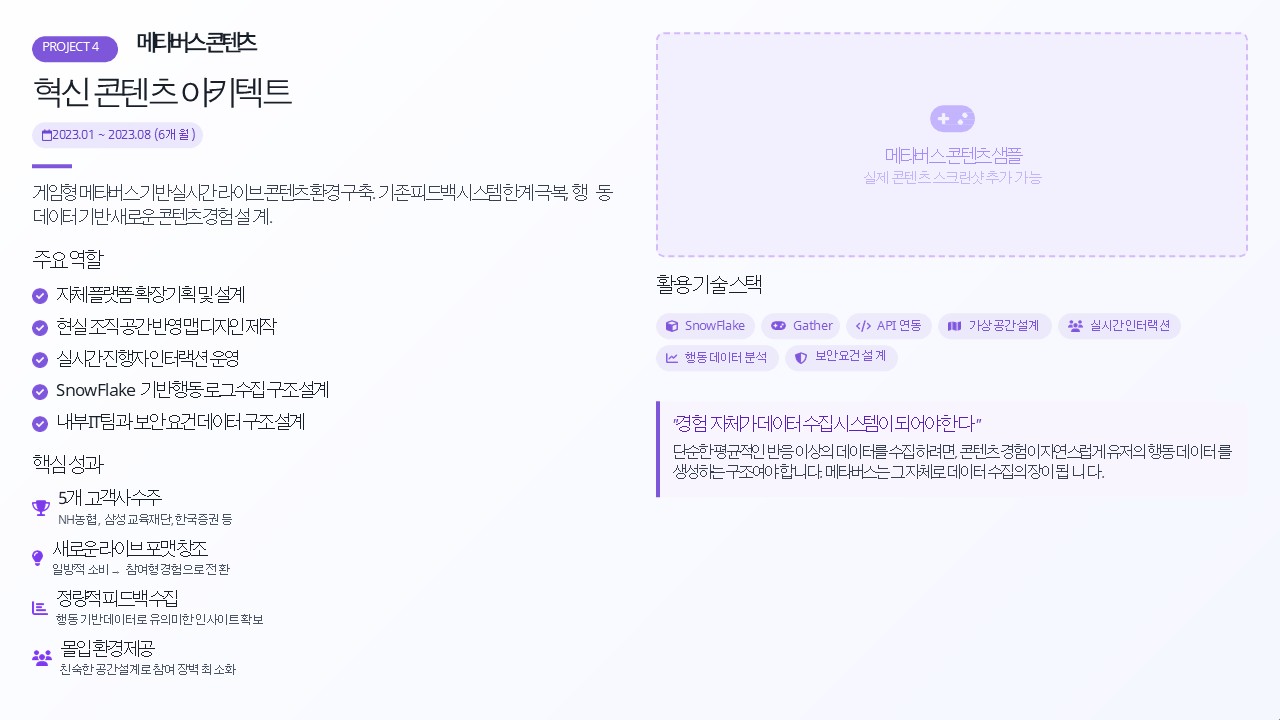 PROJECT 4
메타버스 콘텐츠
혁신 콘텐츠 아키텍트
2023.01 ~ 2023.08 (6개월)
게임형 메타버스 기반 실시간 라이브 콘텐츠 환경 구축. 기존 피드백 시스템 한계 극복, 행동
데이터 기반 새로운 콘텐츠 경험 설계.
주요 역할
자체 플랫폼 확장 기획 및 설계
현실 조직 공간 반영 맵 디자인 제작
실시간 진행자 인터랙션 운영
SnowFlake 기반 행동 로그 수집 구조 설계
내부 IT팀과 보안 요건 데이터 구조 설계
핵심 성과
5개 고객사 수주
NH농협, 삼성 교육재단, 한국증권 등
새로운 라이브 포맷 창조
일방적 소비 → 참여형 경험으로 전환
정량적 피드백 수집
행동 기반 데이터로 유의미한 인사이트 확보
몰입 환경 제공
친숙한 공간 설계로 참여 장벽 최소화
메타버스 콘텐츠 샘플
실제 콘텐츠 스크린샷 추가 가능
활용 기술 스택
SnowFlake
Gather
API 연동
가상 공간 설계
실시간 인터랙션
행동 데이터 분석
보안요건 설계
"경험 자체가 데이터 수집 시스템이 되어야 한다"
단순한 평균적인 반응 이상의 데이터를 수집하려면, 콘텐츠 경험이 자연스럽게 유저의 행동 데이터를
생성하는 구조여야 합니다. 메타버스는 그 자체로 데이터 수집의 장이 됩니다.